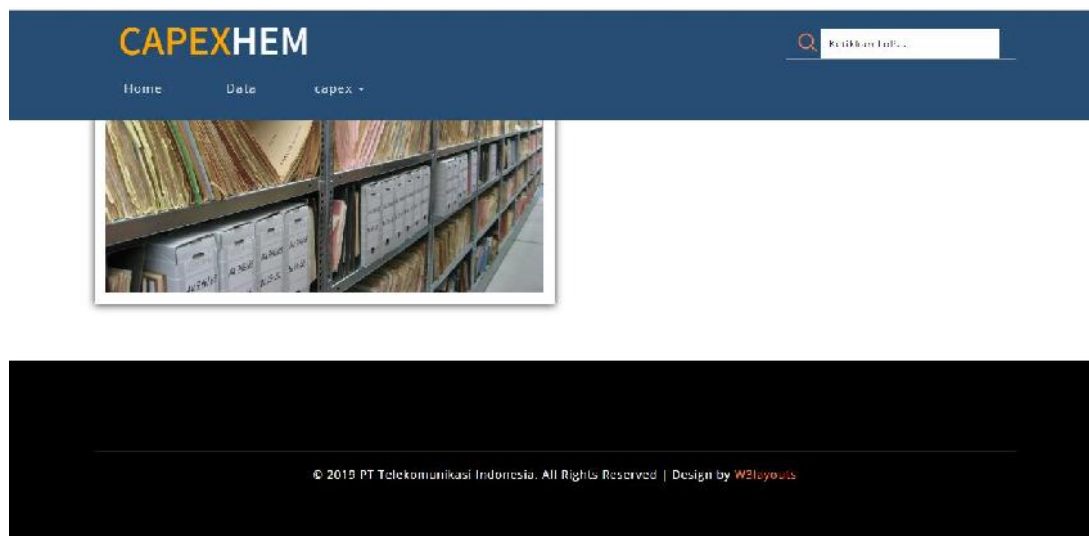 CAPEXHEM
Home Data capex
© 2019 PT Telekomunikasi Indonesia. All Rights Reserved | Design by W3layouts